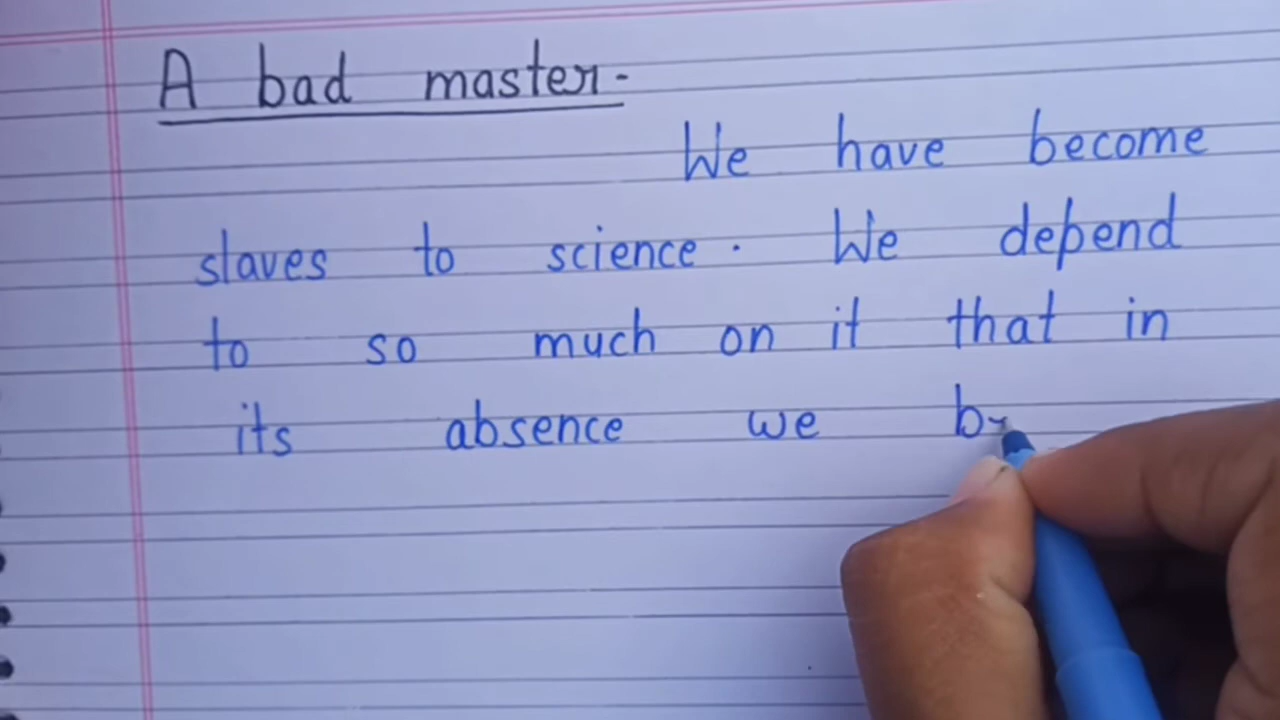 A bad master-
We have become
slaves to science. We depend
to so much on it that in
its absence we